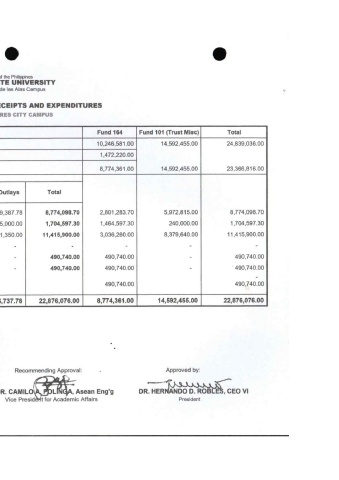 of the Philippines
TE UNIVERSITY
de las Alas Campus
ECEIPTS AND EXPENDITURES
RES CITY CAMPUS
Fund 164 Fund 101 (Trust Misc) Total
10,246,581.00 14,592,455.00 24,839,036.00
1,472,220.00
8,774,361.00 14,592,455.00 23,366,816.00
Outlays Total
9,387.78 8,774,098.70 2,801,283.70 5,972,815.00 8,774,098.70
5,000.00 1,704,597.30 1,464,597.30 240,000.00 1,704,597.30
1,350.00 11,415,900.00 3,036,260.00 8,379,640.00 11,415,900.00
- - - - -
- 490,740.00 490,740.00 - 490,740.00
- 490,740.00 490,740.00 - 490,740.00
-
490,740.00 490,740.00
5,737.78 22,876,076.00 8,774,361.00 14,592,455.00 22,876,076.00
Recommending Approval: Approved by:
R. CAMILO A. POLINGA, Asean Eng'g DR. HERNANDO D. ROBLES, CEO VI
Vice President for Academic Affairs President